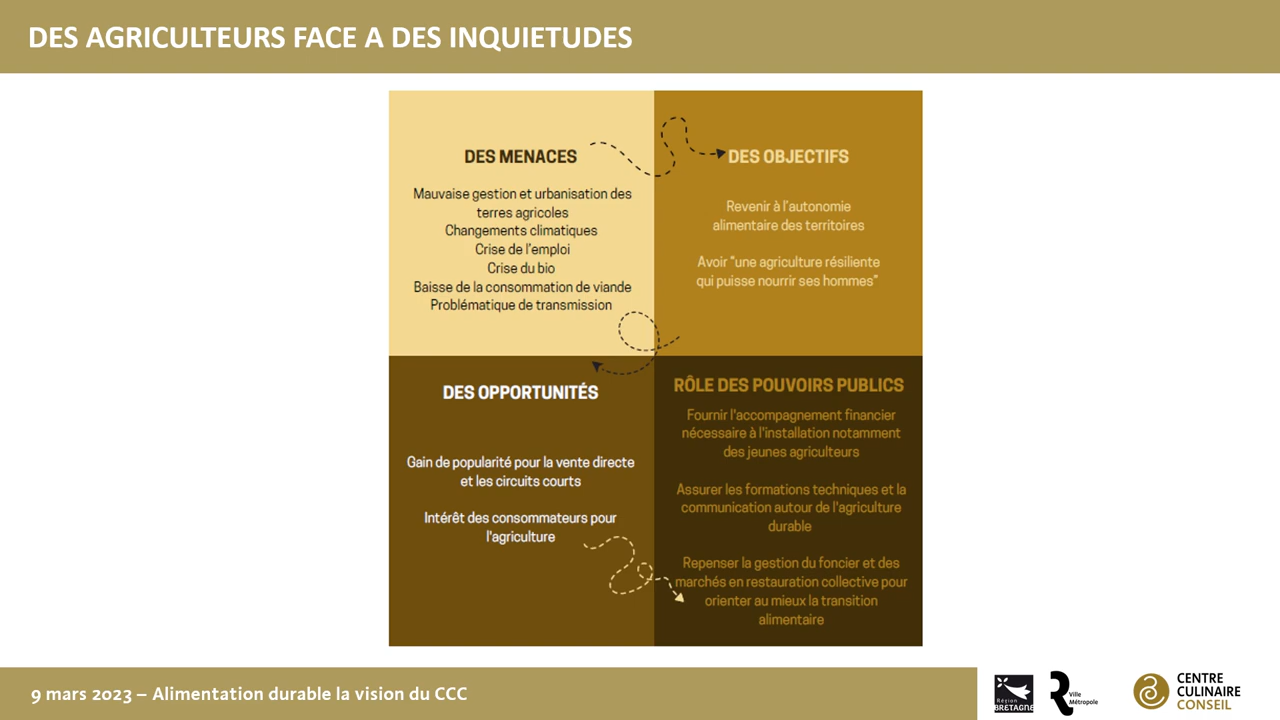 DES AGRICULTEURS FACE A DES INQUIETUDES
DES MENACES
Mauvaise gestion et urbanisation des
terres agricoles
Changements climatiques
Crise de l'emploi
Crise du bio
Baisse de la consommation de viande
Problématique de transmission
DES OBJECTIFS
Revenir à l'autonomie
alimentaire des territoires
Avoir "une agriculture résiliente
qui puisse nourrir ses hommes"
DES OPPORTUNITÉS
Gain de popularité pour la vente directe
et les circuits courts
Intérêt des consommateurs pour
l'agriculture
RÔLE DES POUVOIRS PUBLICS
Fournir l'accompagnement financier
nécessaire à l'installation notamment
des jeunes agriculteurs
Assurer les formations techniques et la
communication autour de l'agriculture
durable
Repenser la gestion du foncier et des
marchés en restauration collective pour
orienter au mieux la transition
alimentaire
9 mars 2023 – Alimentation durable la vision du CCC
Région
BRETAGNE
R
Ville
Métropole
CENTRE
CULINAIRE
CONSEIL